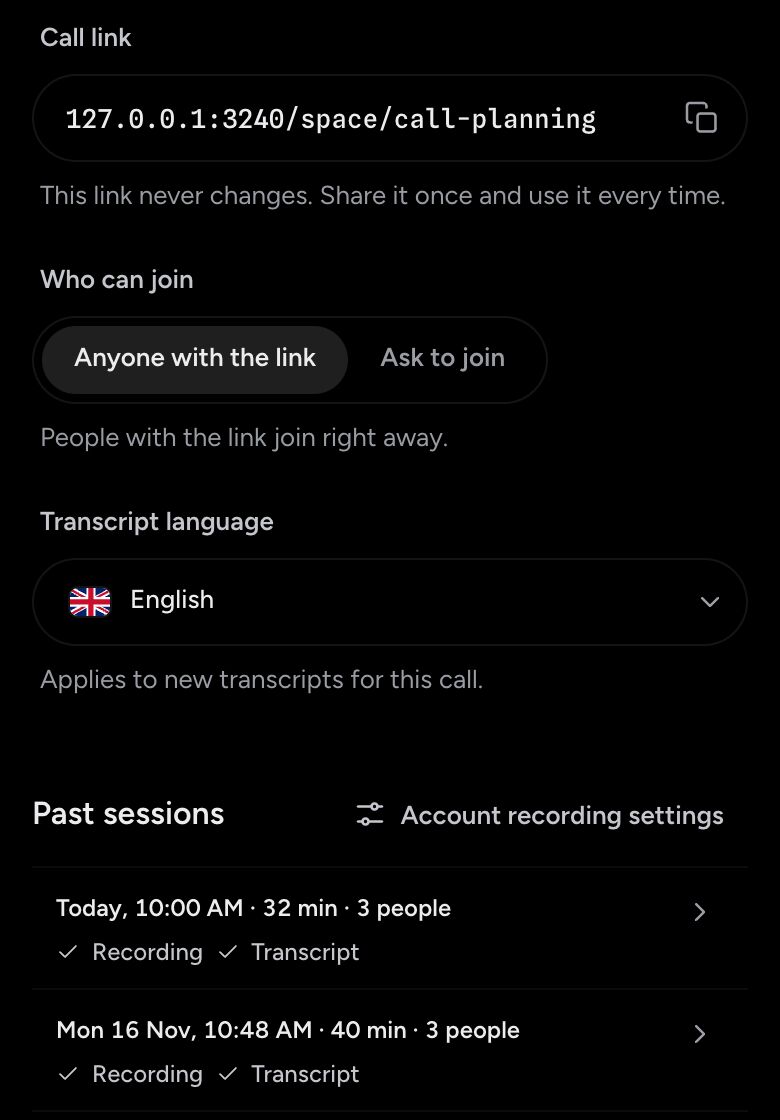 Call link
127.0.0.1:3240/space/call-planning
This link never changes. Share it once and use it every time.
Who can join
Anyone with the link Ask to join
People with the link join right away.
Transcript language
English
Applies to new transcripts for this call.
Past sessions Account recording settings
Today, 10:00 AM · 32 min · 3 people
Recording Transcript
Mon 16 Nov, 10:48 AM · 40 min · 3 people
Recording Transcript